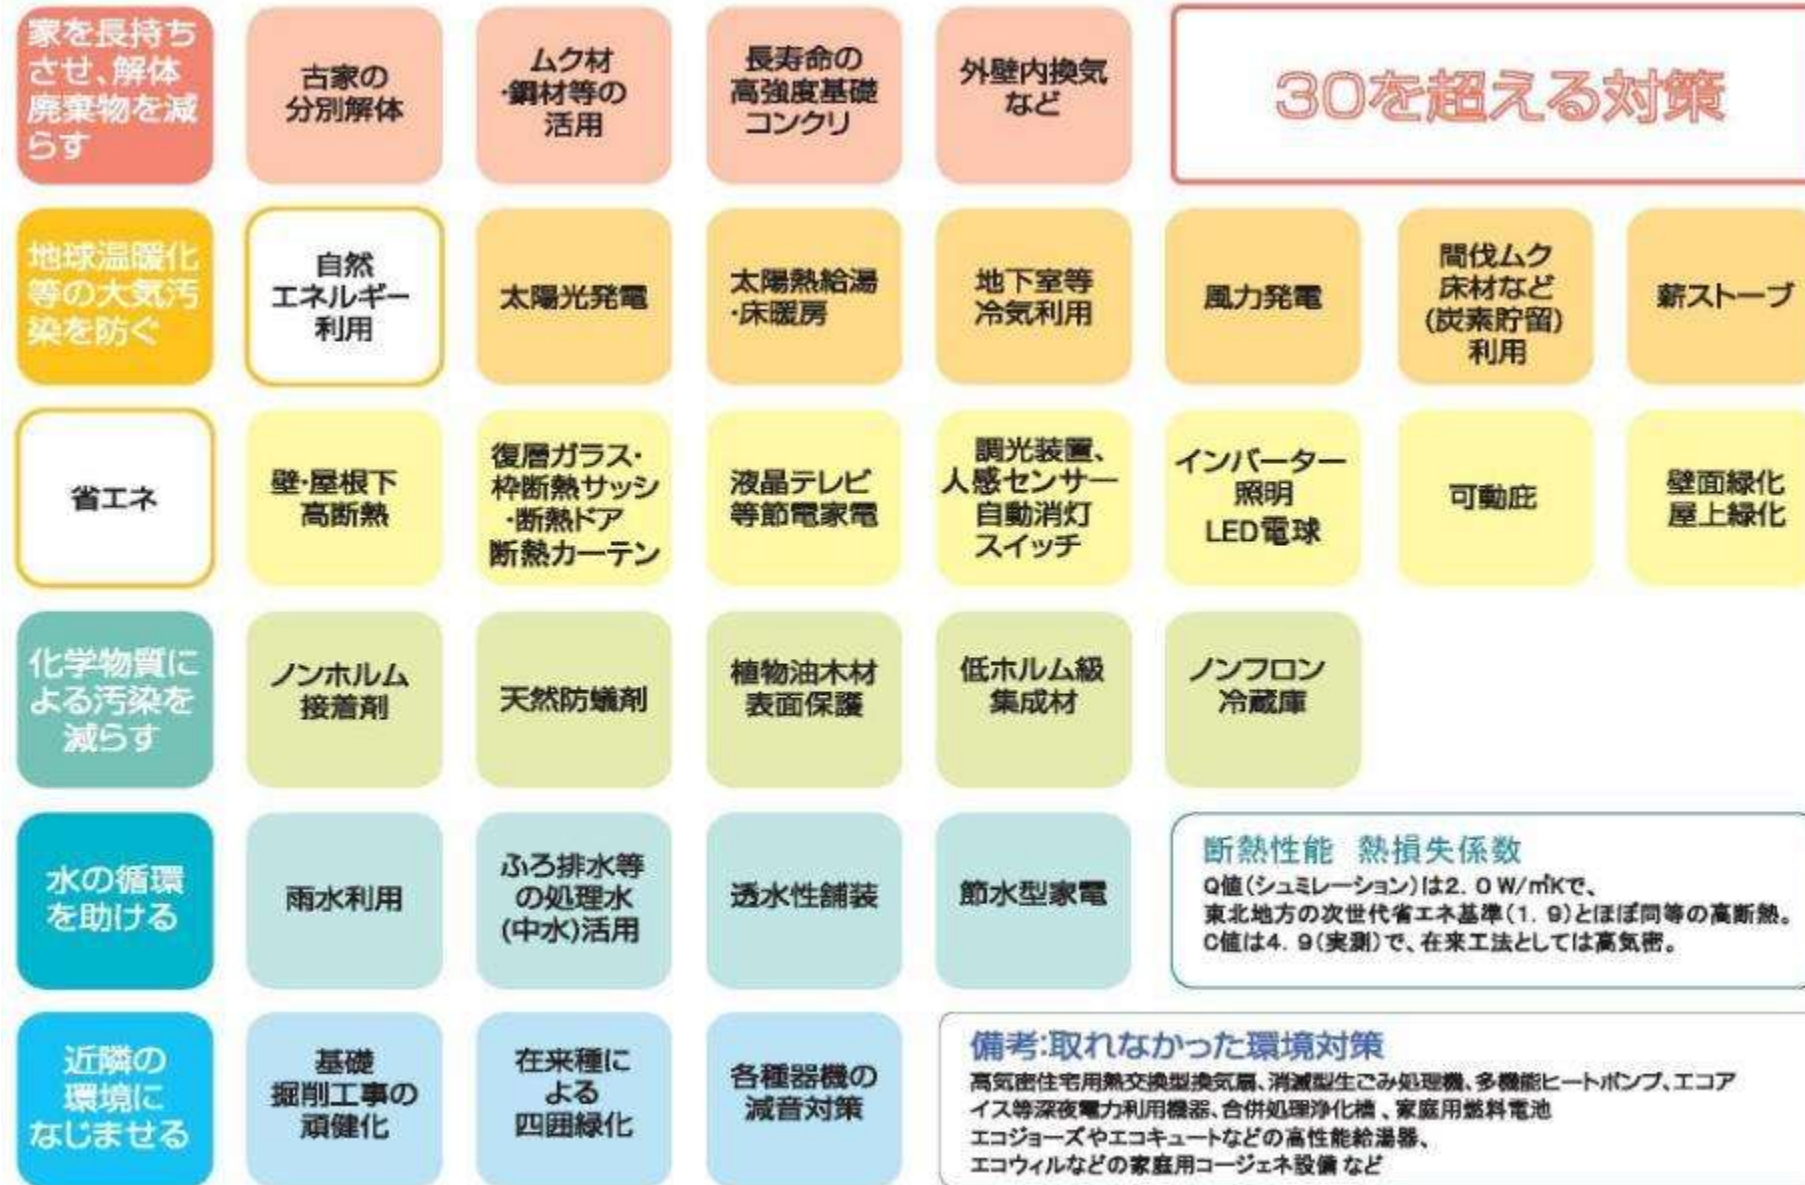 家を長持ち
させ、解体
廃棄物を減
らす
古家の
分別解体
ムク材
・鋼材等の
活用
長寿命の
高強度基礎
コンクリ
外壁内換気
など
30を超える対策
地球温暖化
等の大気汚
染を防ぐ
自然
エネルギー
利用
太陽光発電
太陽熱給湯
・床暖房
地下室等
冷気利用
風力発電
間伐ムク
床材など
(炭素貯留)
利用
薪ストーブ
省エネ
壁・屋根下
高断熱
復層ガラス・
枠断熱サッシ
・断熱ドア
断熱カーテン
液晶テレビ
等節電家電
調光装置、
人感センサー
自動消灯
スイッチ
インバーター
照明
LED電球
可動庇
壁面緑化
屋上緑化
化学物質に
よる汚染を
減らす
ノンホルム
接着剤
天然防蟻剤
植物油木材
表面保護
低ホルム級
集成材
ノンフロン
冷蔵庫
水の循環
を助ける
雨水利用
ふろ排水等
の処理水
(中水)活用
透水性舗装
節水型家電
断熱性能 熱損失係数
Q値(シュミレーション)は2.0W/㎡Kで、
東北地方の次世代省エネ基準(1.9)とほぼ同等の高断熱。
C値は4.9(実測)で、在来工法としては高気密。
近隣の
環境に
なじませる
基礎
掘削工事の
頑健化
在来種に
よる
四囲緑化
各種器機の
減音対策
備考:取れなかった環境対策
高気密住宅用熱交換型換気扇、消滅型生ごみ処理機、多機能ヒートポンプ、エコア
イス等深夜電力利用機器、合併処理浄化槽、家庭用燃料電池
エコジョーズやエコキュートなどの高性能給湯器、
エコウィルなどの家庭用コージェネ設備など